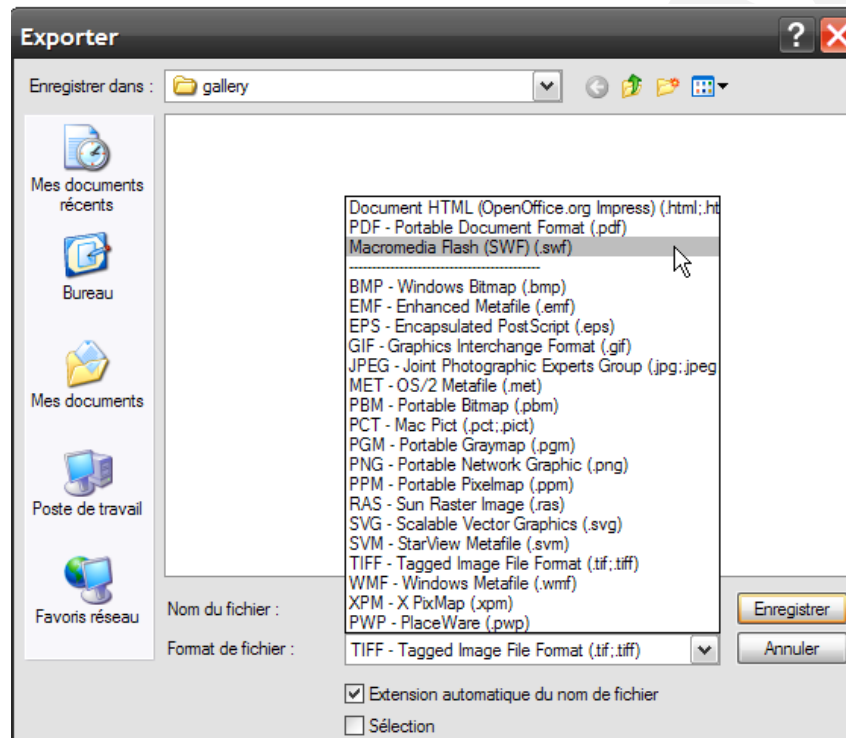 Exporter
Enregistrer dans :
gallery
Mes documents
récents
Bureau
Mes documents
Poste de travail
Favoris réseau
Document HTML (OpenOffice.org Impress) (.html;.ht
PDF - Portable Document Format (.pdf)
Macromedia Flash (SWF) (.swf)
------------------------------------------
BMP - Windows Bitmap (.bmp)
EMF - Enhanced Metafile (.emf)
EPS - Encapsulated PostScript (.eps)
GIF - Graphics Interchange Format (.gif)
JPEG - Joint Photographic Experts Group (.jpg;.jpeg
MET - OS/2 Metafile (.met)
PBM - Portable Bitmap (.pbm)
PCT - Mac Pict (.pct;.pict)
PGM - Portable Graymap (.pgm)
PNG - Portable Network Graphic (.png)
PPM - Portable Pixelmap (.ppm)
RAS - Sun Raster Image (.ras)
SVG - Scalable Vector Graphics (.svg)
SVM - StarView Metafile (.svm)
TIFF - Tagged Image File Format (.tif;.tiff)
WMF - Windows Metafile (.wmf)
XPM - X PixMap (.xpm)
PWP - PlaceWare (.pwp)
Nom du fichier :
Enregistrer
Format de fichier :
TIFF - Tagged Image File Format (.tif;.tiff)
Annuler
Extension automatique du nom de fichier
Sélection